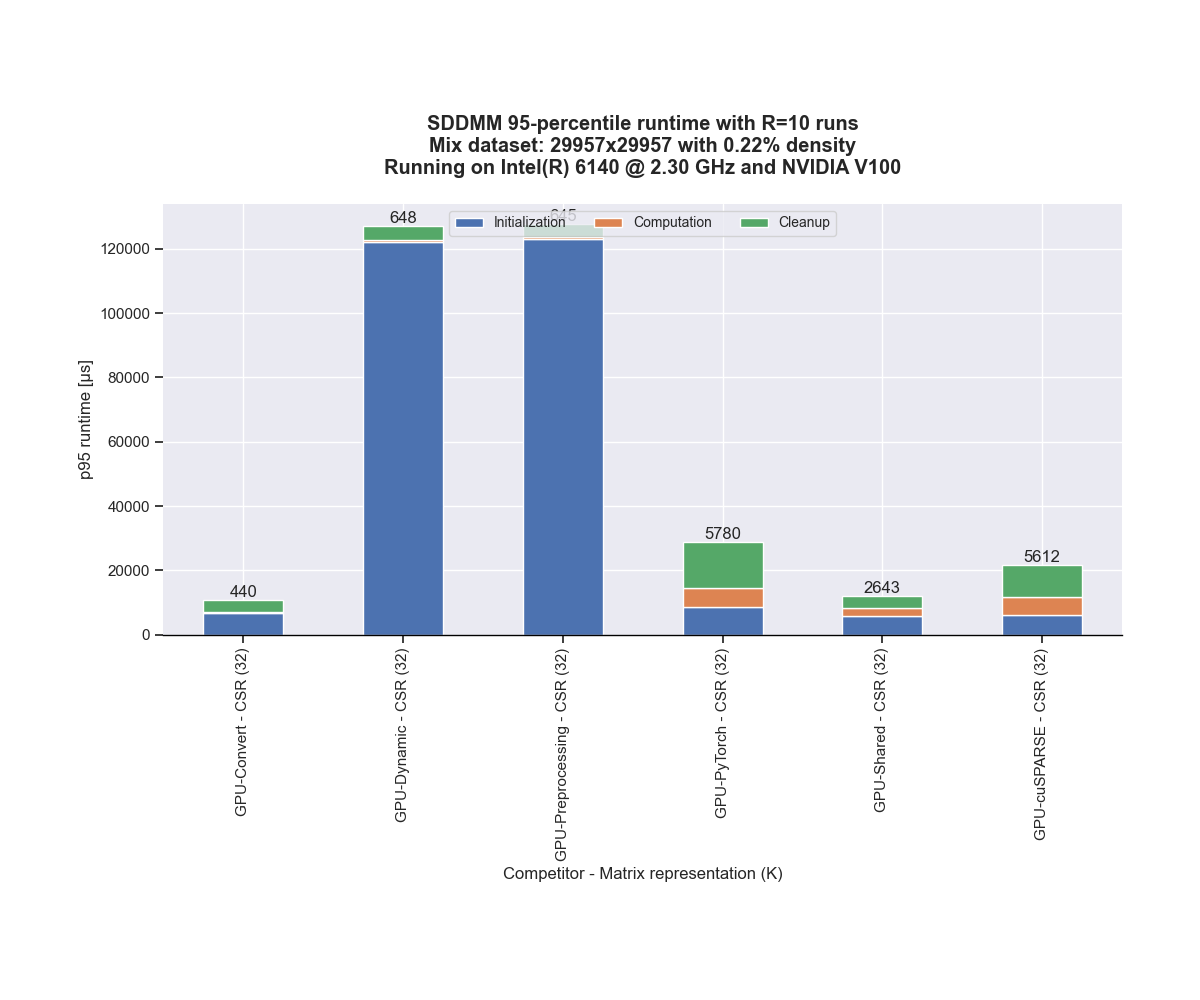 SDDMM 95-percentile runtime with R=10 runs
Mix dataset: 29957x29957 with 0.22% density
Running on Intel(R) 6140 @ 2.30 GHz and NVIDIA V100
Initialization
Computation
Cleanup
p95 runtime [µs]
120000
100000
80000
60000
40000
20000
0
440
648
645
5780
2643
5612
GPU-Convert - CSR (32)
GPU-Dynamic - CSR (32)
GPU-Preprocessing - CSR (32)
GPU-PyTorch - CSR (32)
GPU-Shared - CSR (32)
GPU-cuSPARSE - CSR (32)
Competitor - Matrix representation (K)